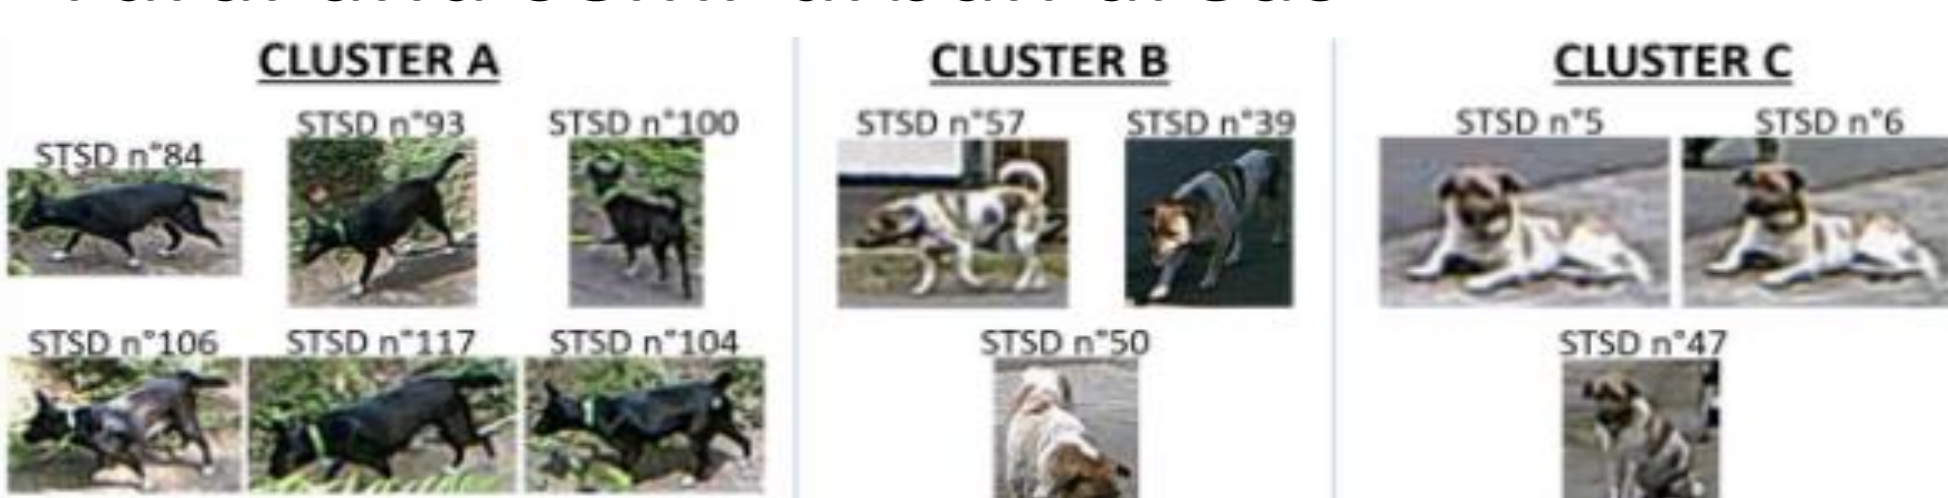 CLUSTER A
STSD n°84
STSD n°93
STSD n°100
STSD n°106
STSD n°117
STSD n°104
CLUSTER B
STSD n°57
STSD n°39
STSD n°50
CLUSTER C
STSD n°5
STSD n°6
STSD n°47